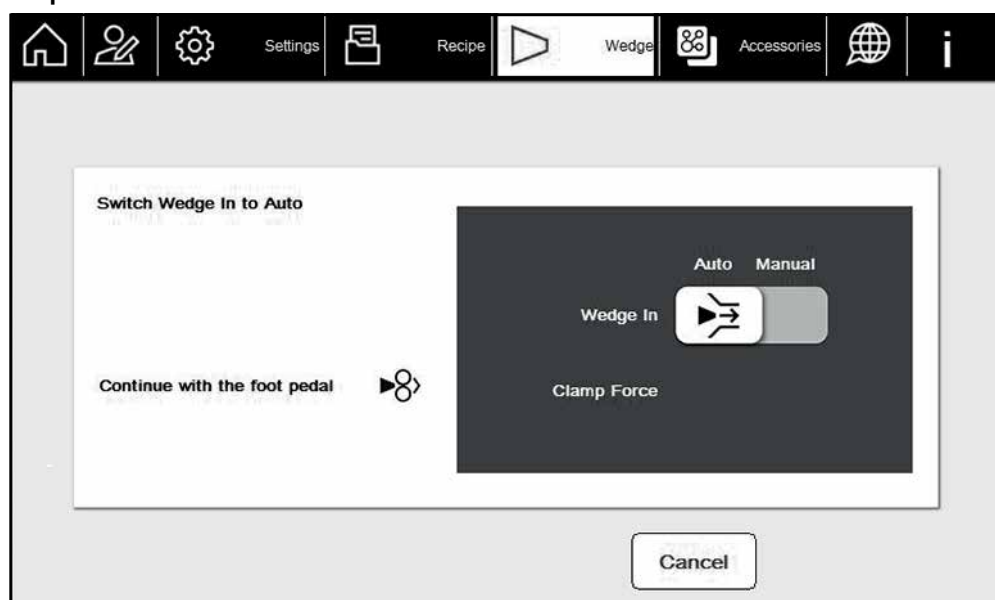 Settings
Recipe
Wedge
Accessories
i
Switch Wedge In to Auto
Auto Manual
Wedge In
Continue with the foot pedal
Clamp Force
Cancel